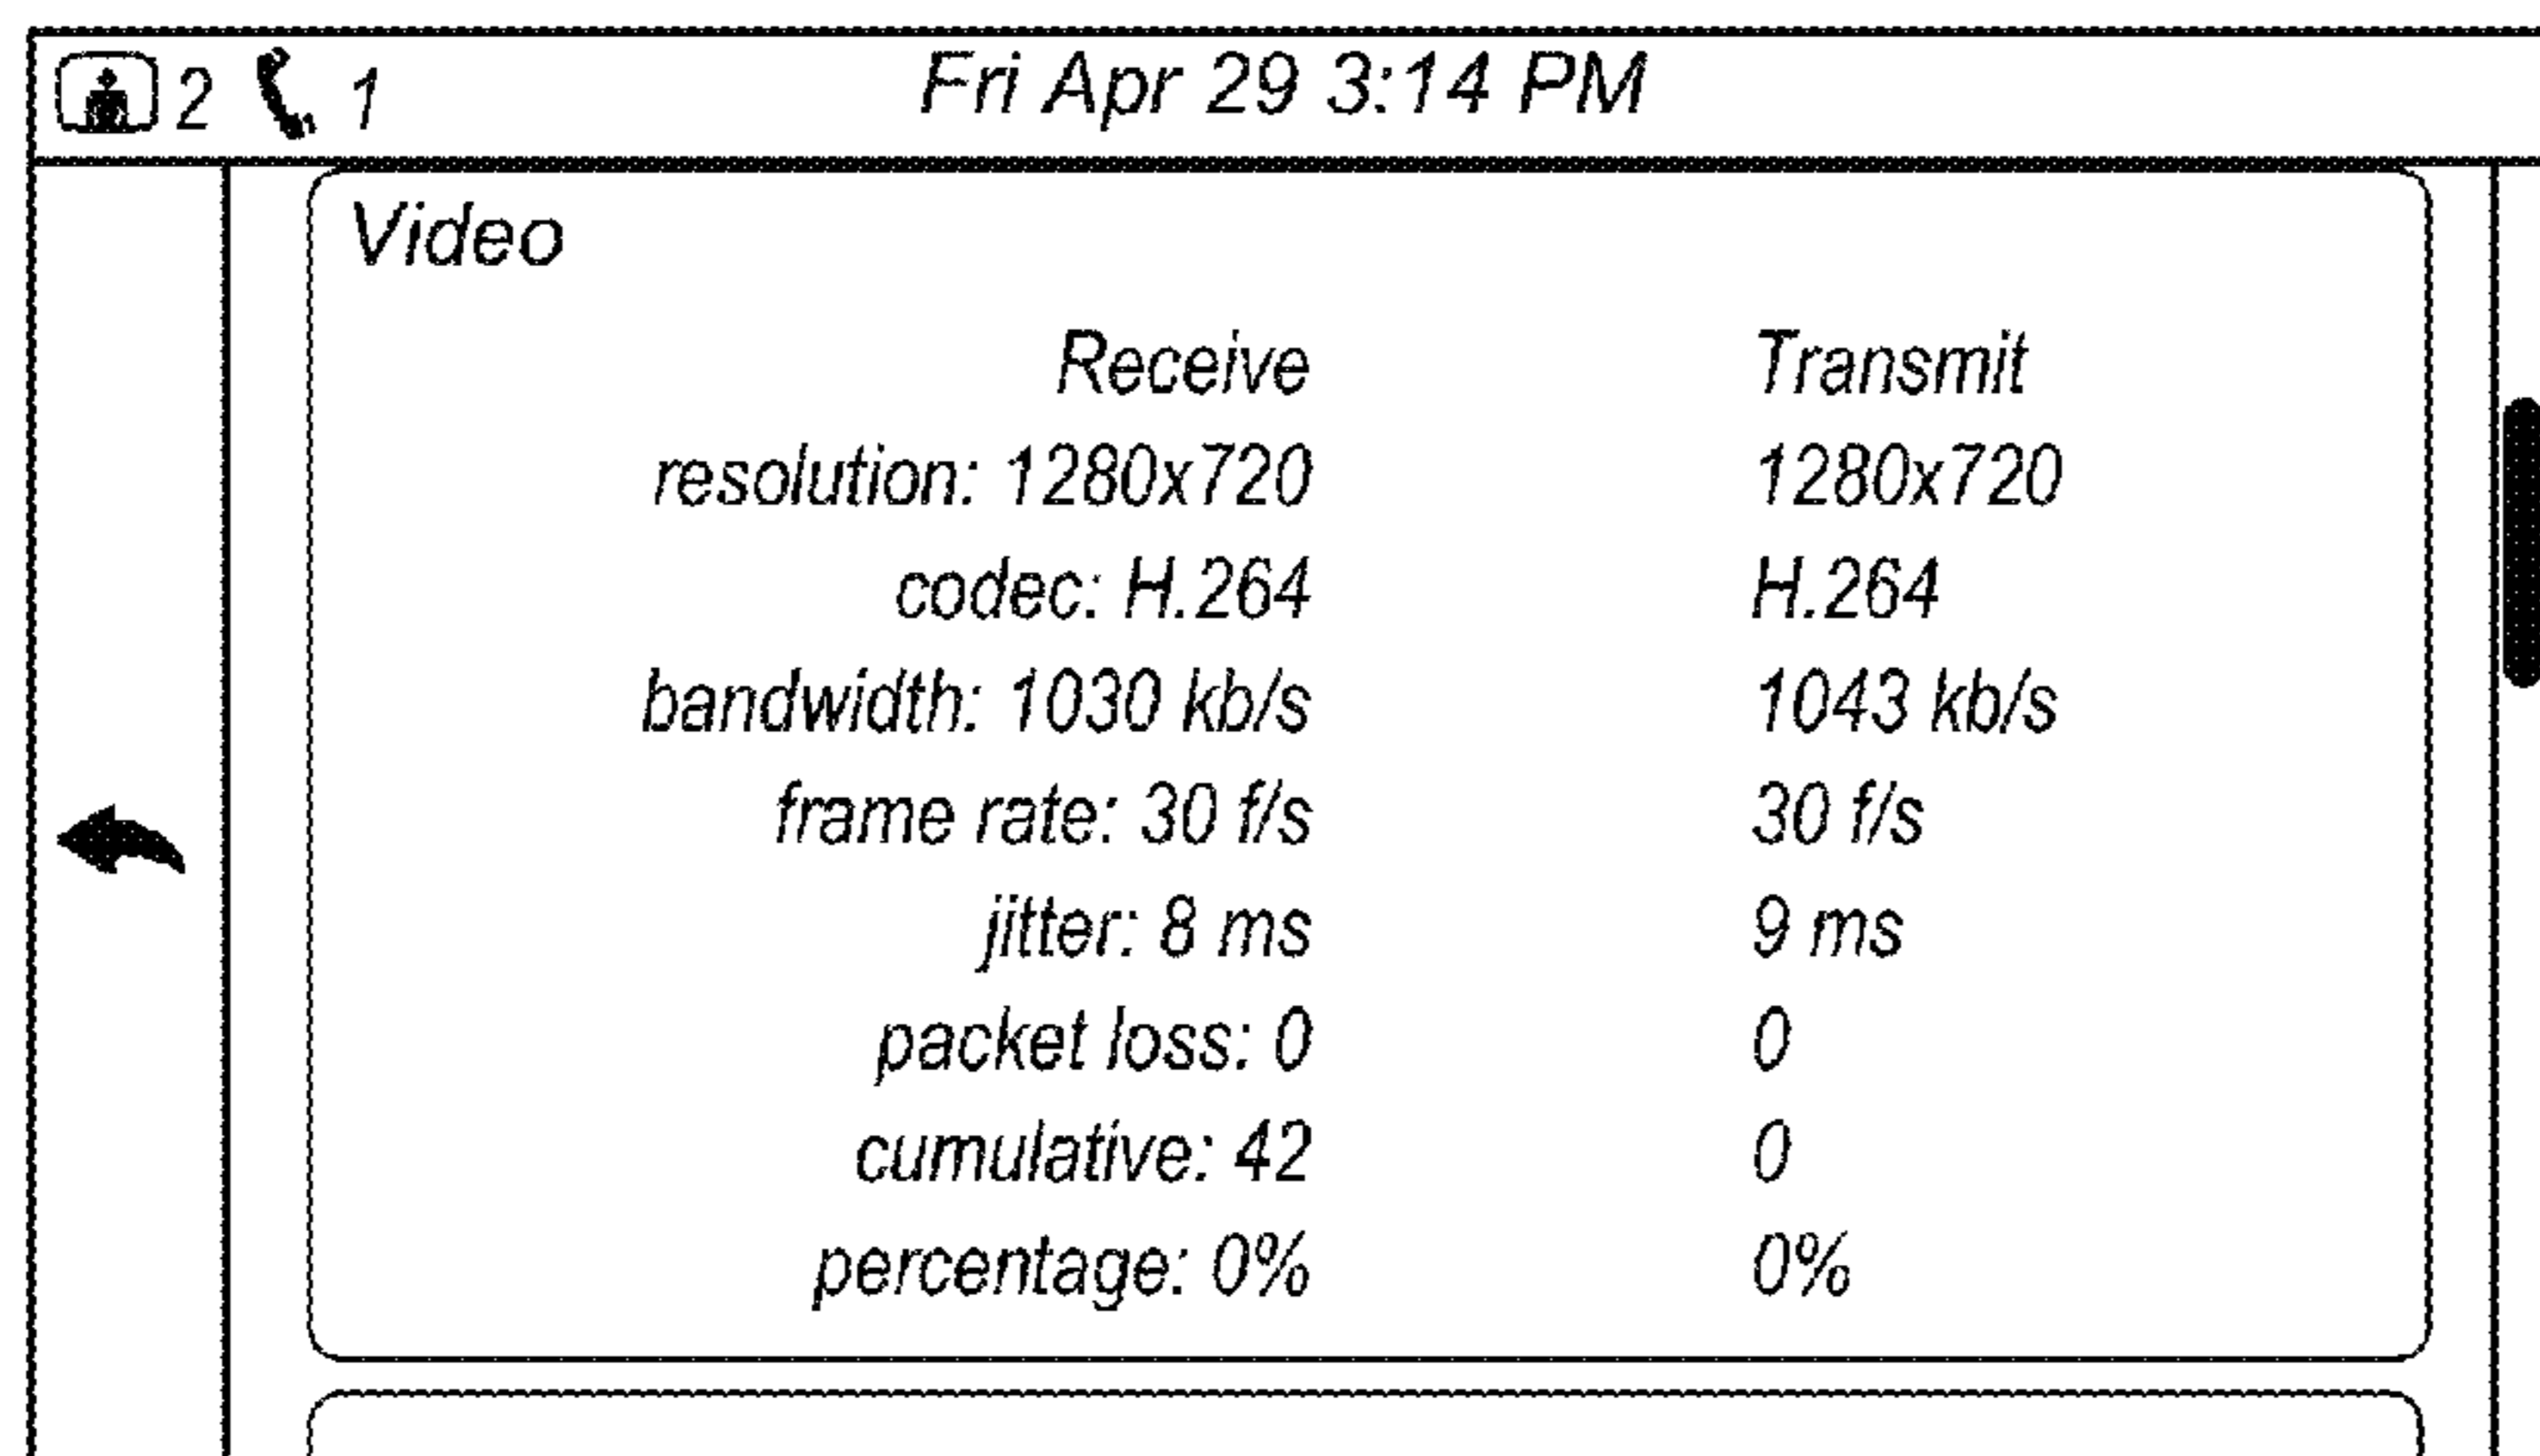 2 1 Fri Apr 29 3:14 PM
Video
Receive Transmit
resolution: 1280x720 1280x720
codec: H.264 H.264
bandwidth: 1030 kb/s 1043 kb/s
frame rate: 30 f/s 30 f/s
jitter: 8 ms 9 ms
packet loss: 0 0
cumulative: 42 0
percentage: 0% 0%